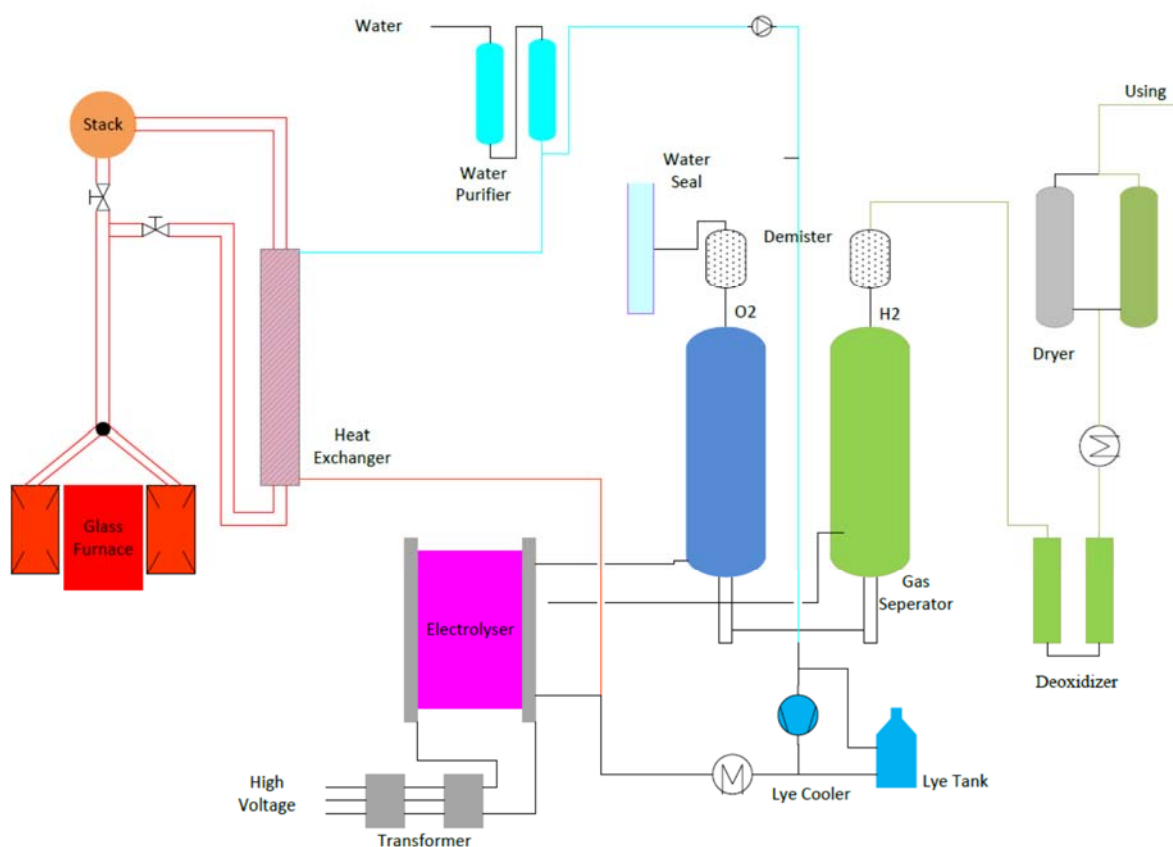 Water
Using
Stack
Water
Purifier
Water
Seal
Demister
O2
H2
Dryer
Heat
Exchanger
Glass
Furnace
Gas
Seperator
Electrolyser
Deoxidizer
High
Voltage
Lye Cooler
Lye Tank
Transformer